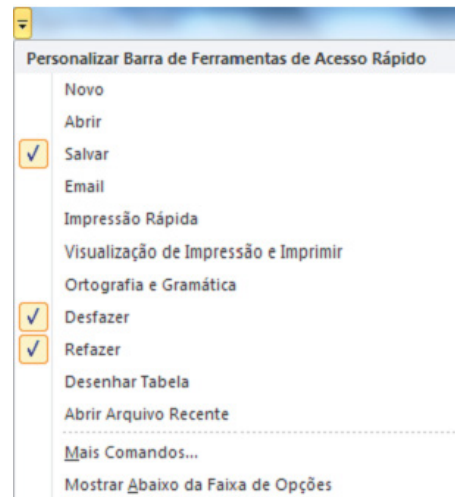 Personalizar Barra de Ferramentas de Acesso Rápido
Novo
Abrir
Salvar
Email
Impressão Rápida
Visualização de Impressão e Imprimir
Ortografia e Gramática
Desfazer
Refazer
Desenhar Tabela
Abrir Arquivo Recente
Mais Comandos...
Mostrar Abaixo da Faixa de Opções